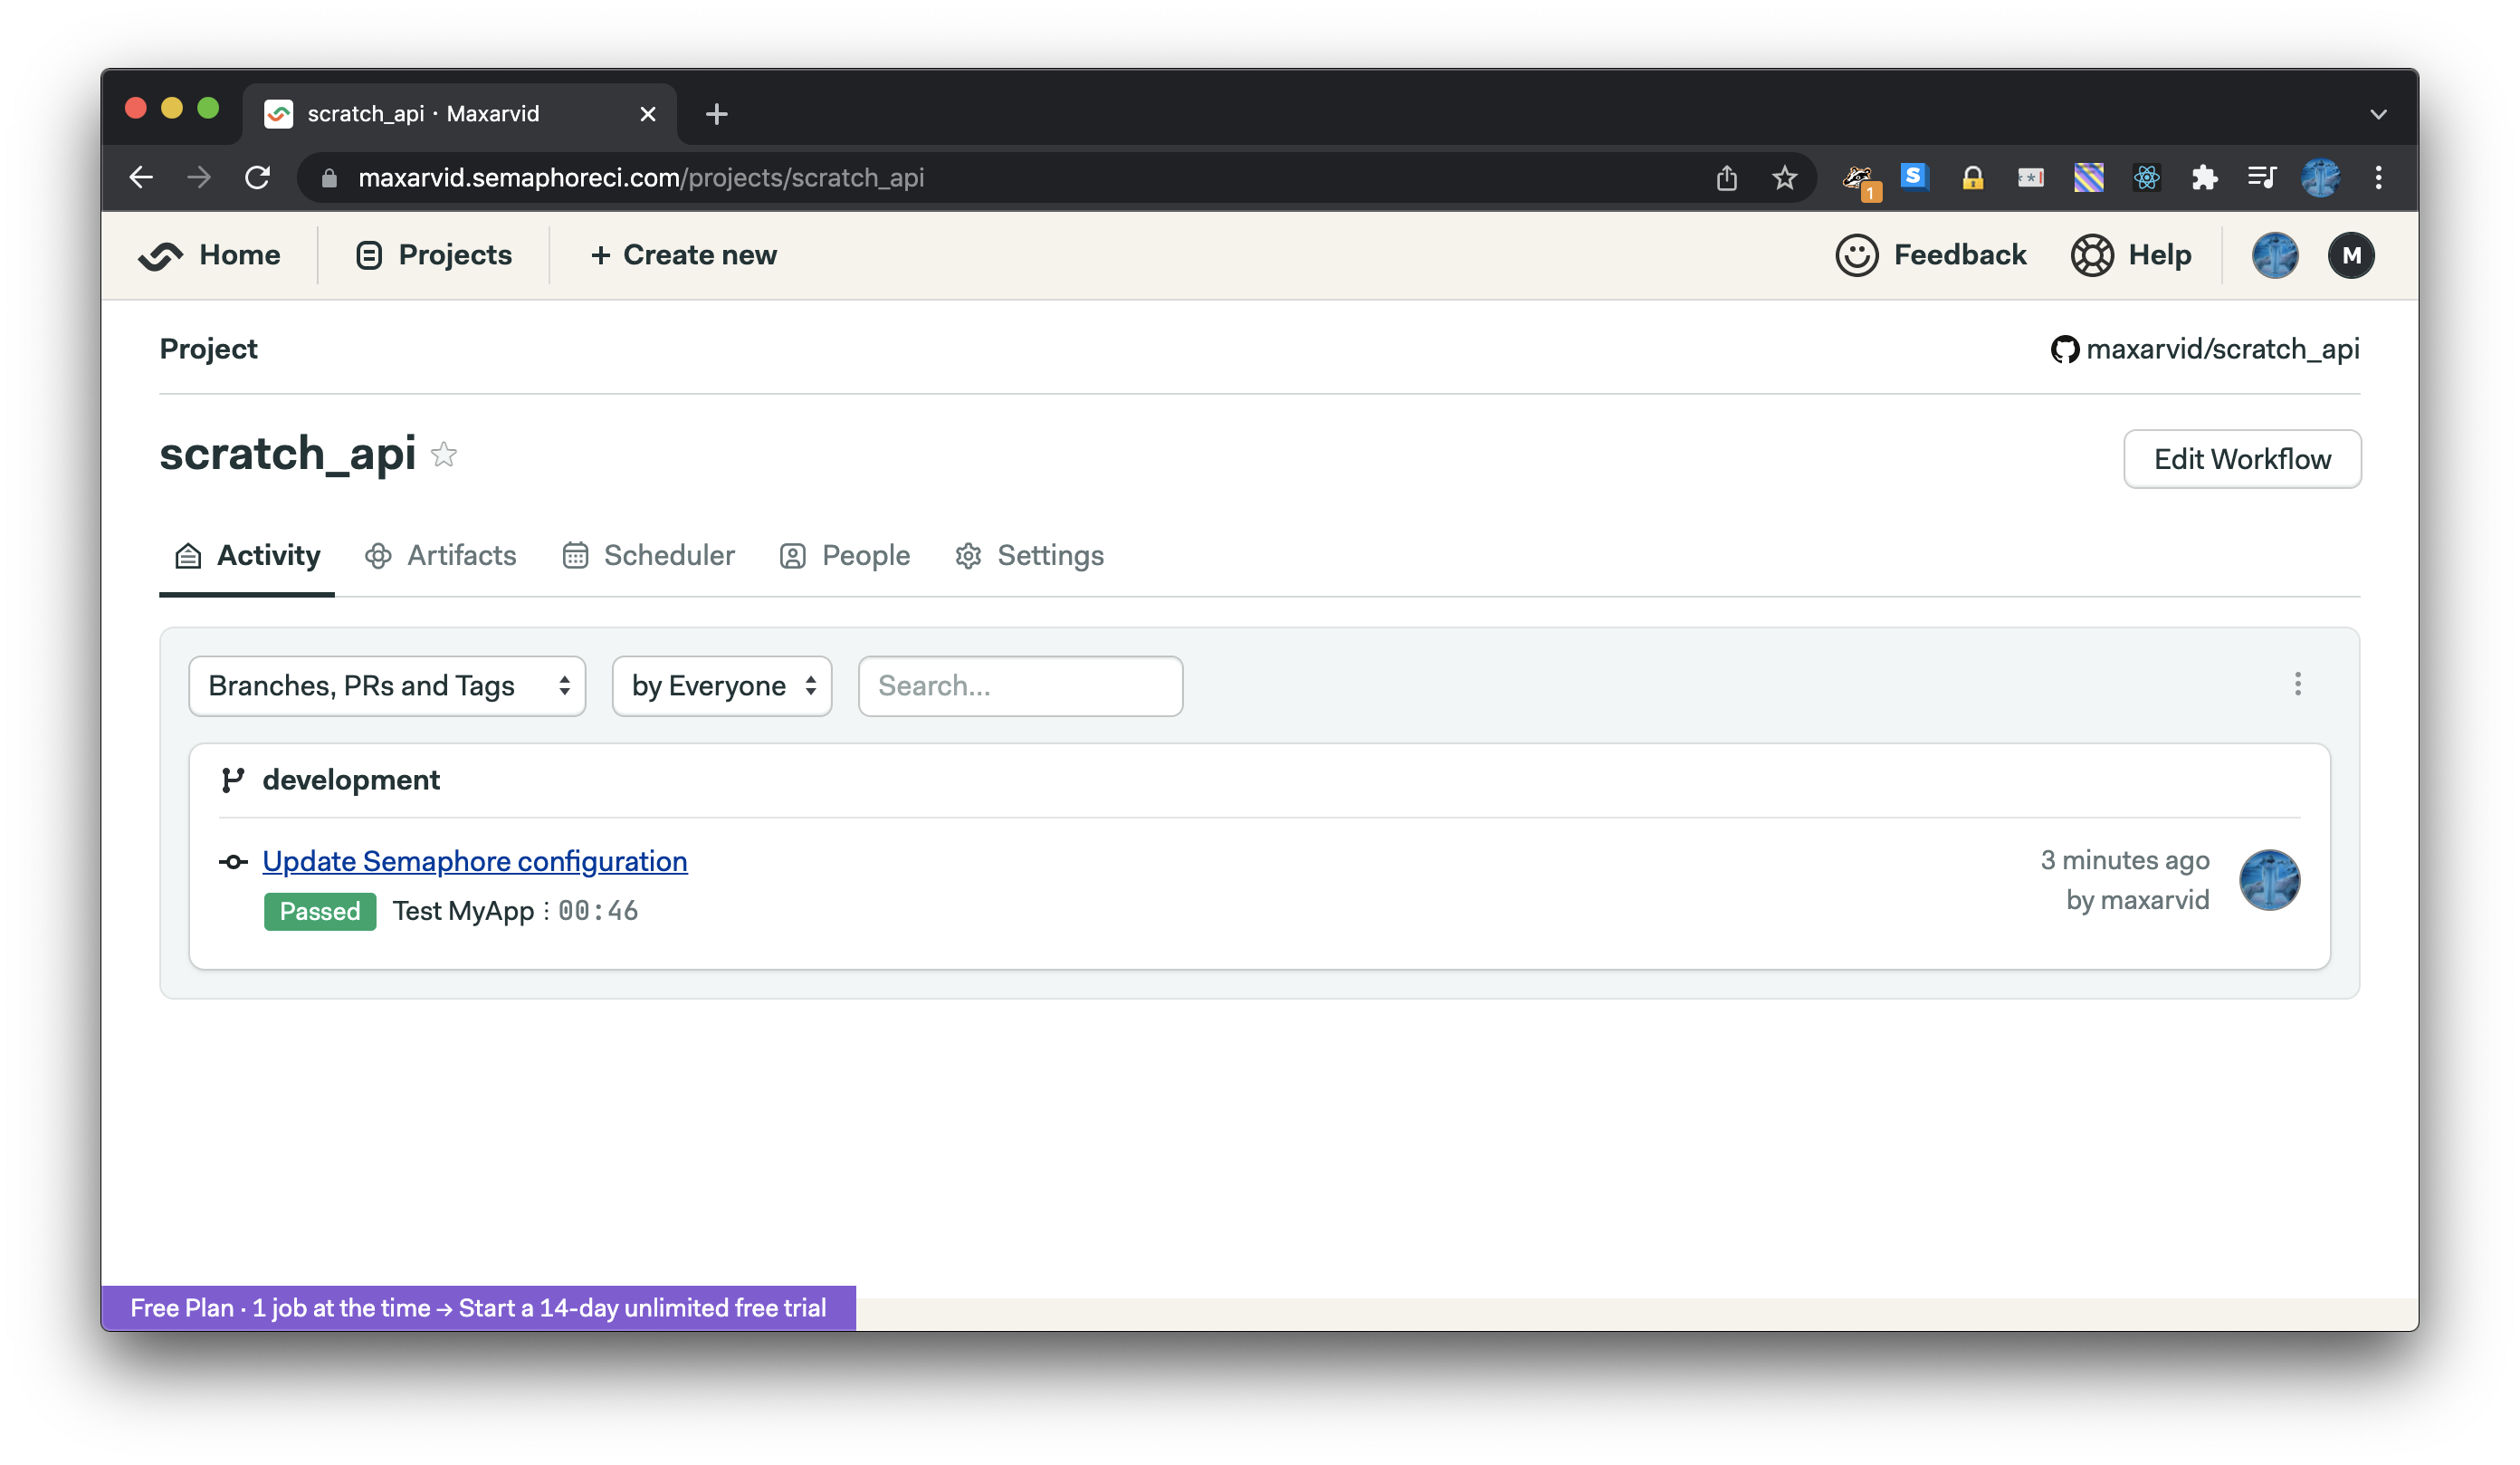 scratch_api · Maxarvid
maxarvid.semaphoreci.com/projects/scratch_api
1
S
**!
Home
Projects
+ Create new
Feedback
Help
M
Project
maxarvid/scratch_api
scratch_api
Edit Workflow
Activity
Artifacts
Scheduler
People
Settings
Branches, PRs and Tags
by Everyone
Search...
development
Update Semaphore configuration
3 minutes ago
Passed Test MyApp ⋮ 00:46
by maxarvid
Free Plan · 1 job at the time → Start a 14-day unlimited free trial